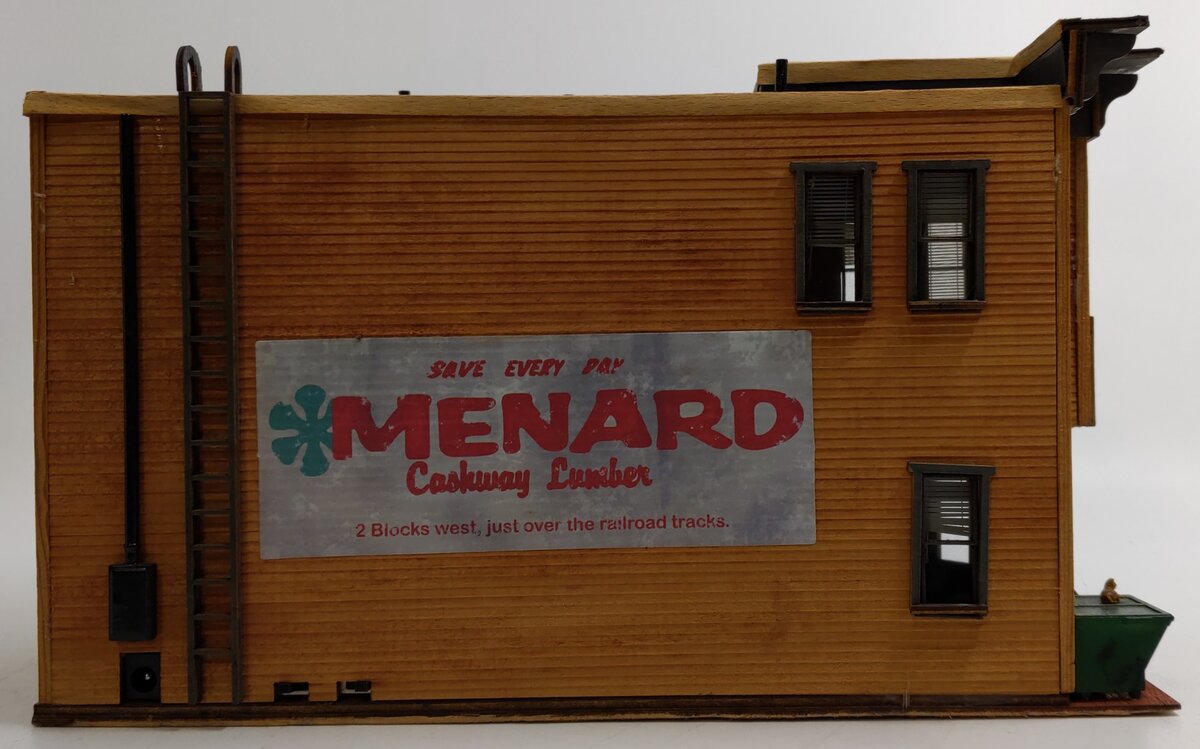 SAVE EVERY DAY
MENARD
Cashway Lumber
2 Blocks west, just over the railroad tracks.